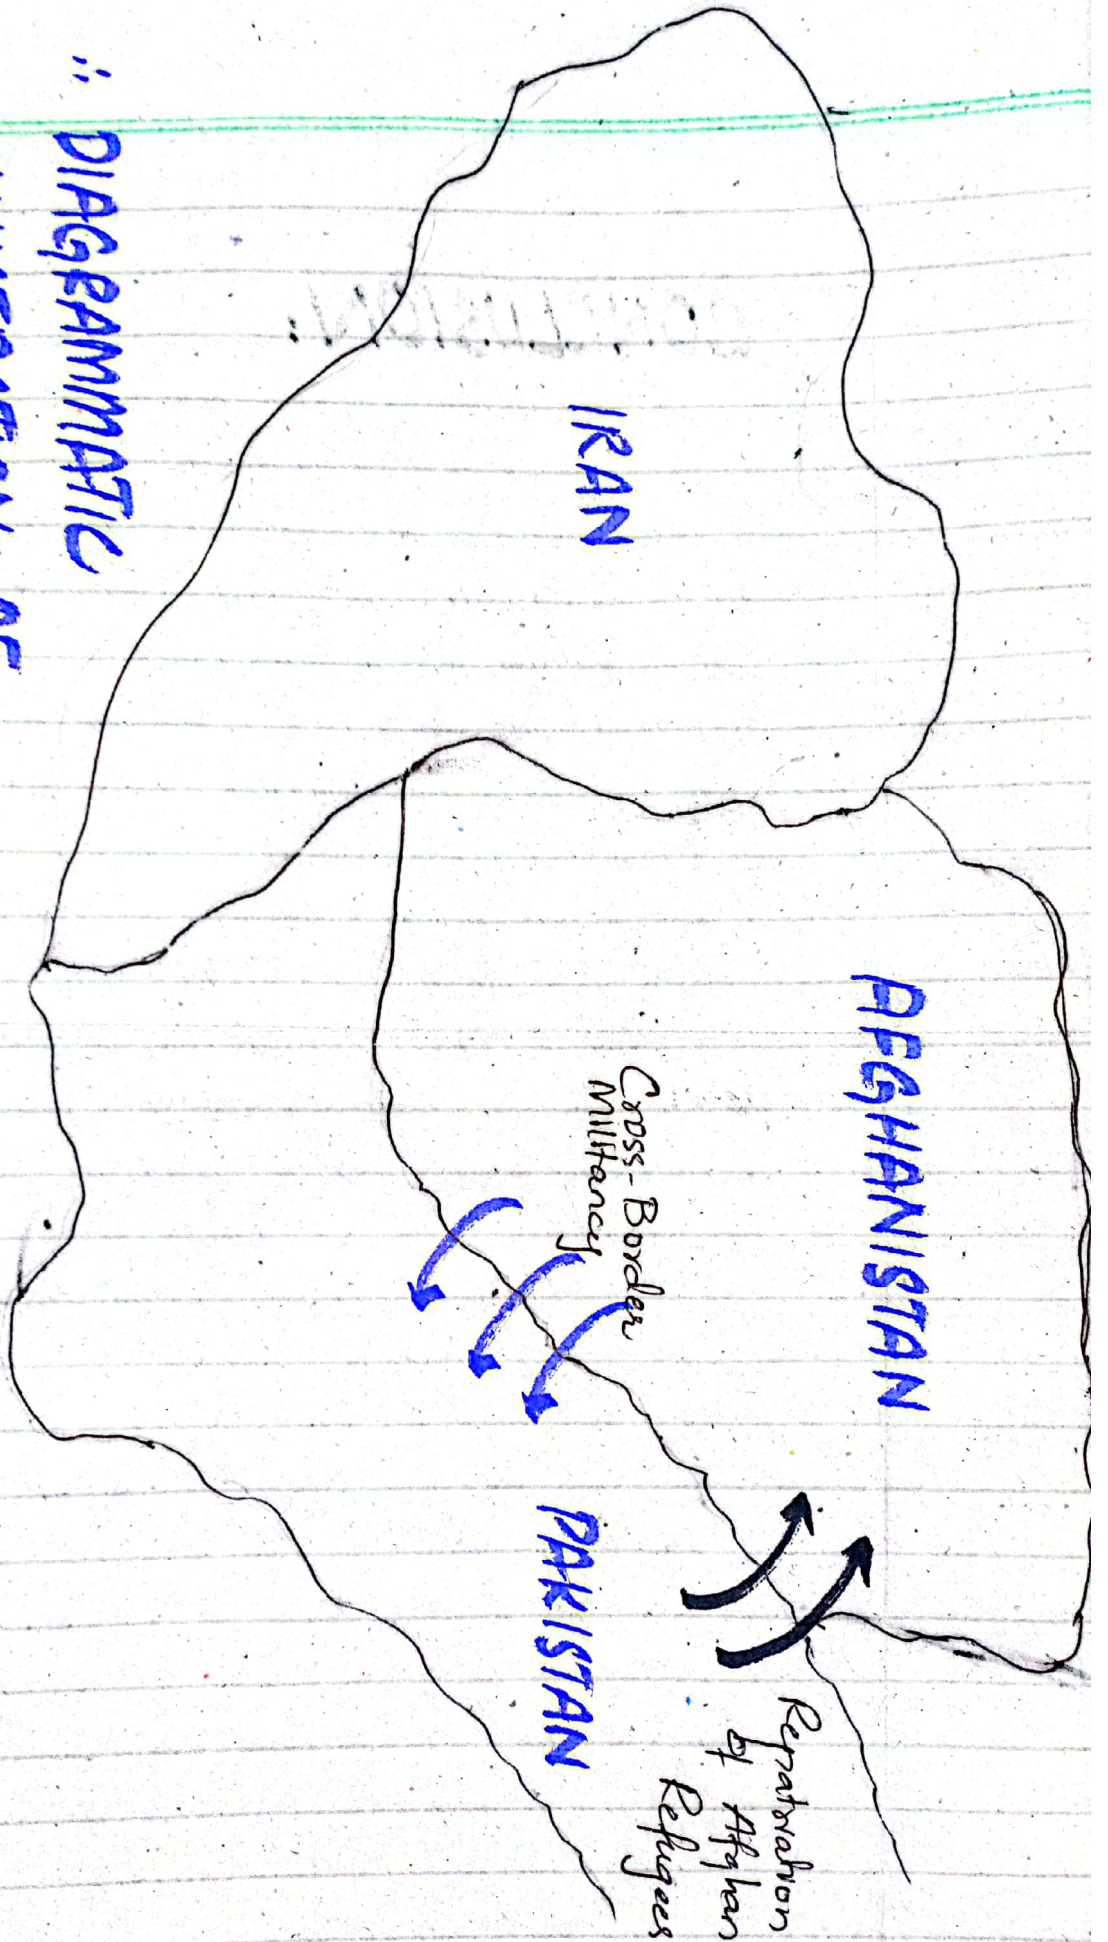 IRAN
AFGHANISTAN
Cross-Border
Militancy
PAKISTAN
Repatriation
of Afghan
Refugees
∴ DIAGRAMMATIC